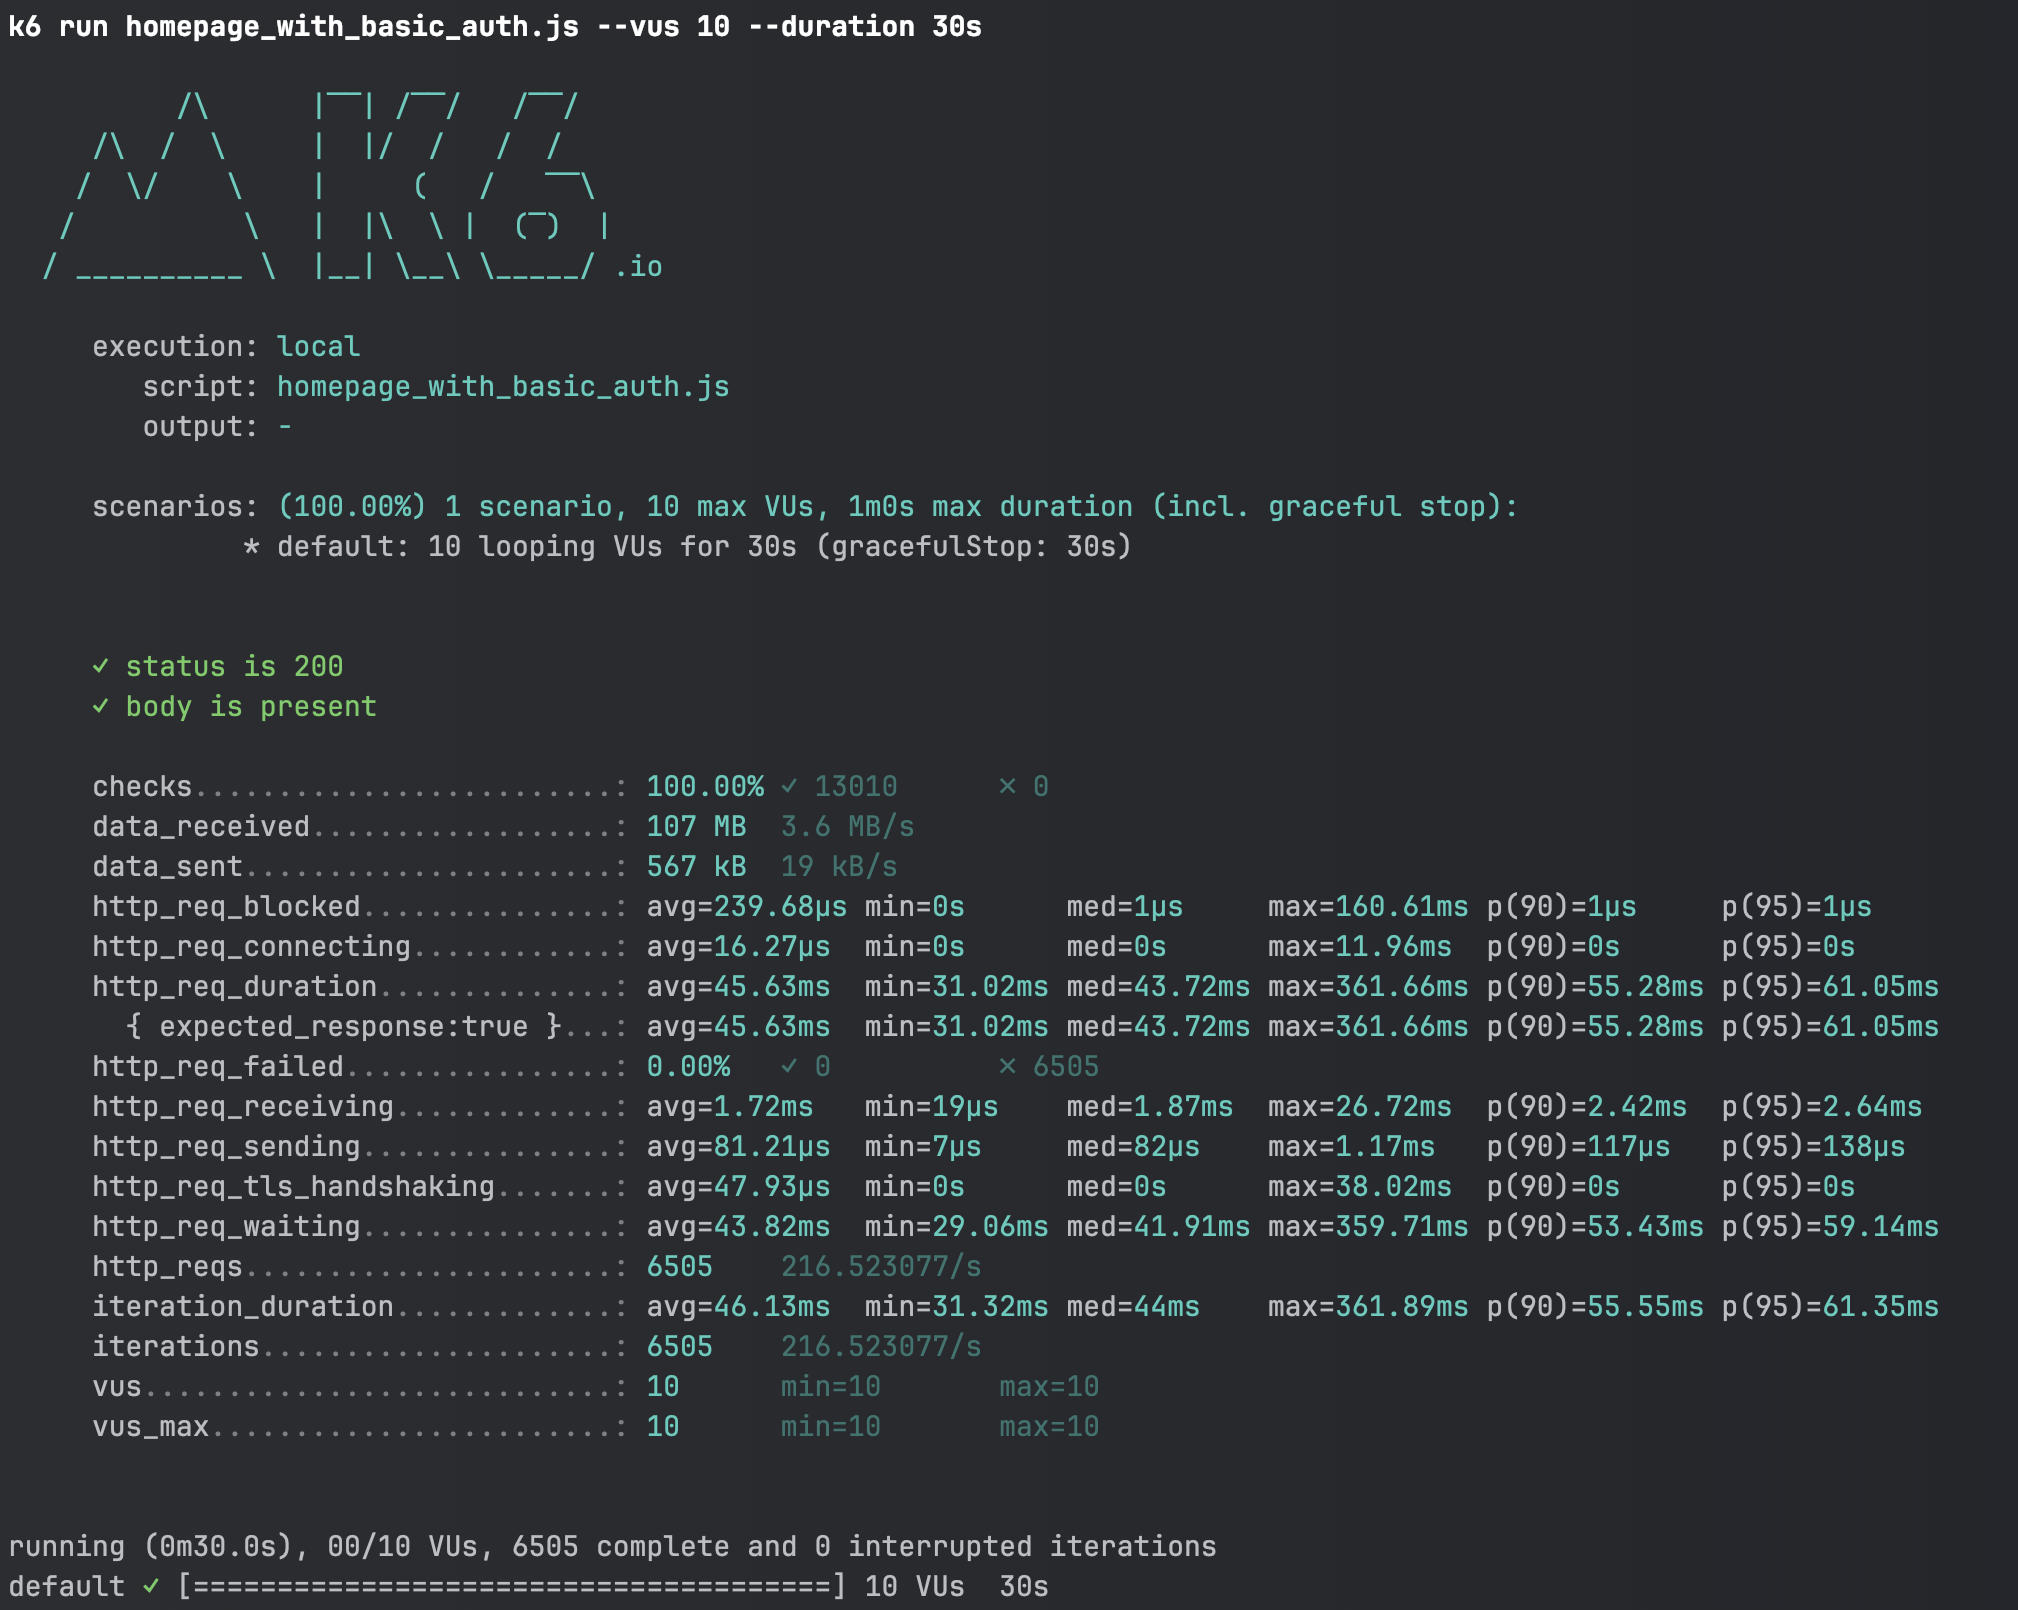 k6 run homepage_with_basic_auth.js --vus 10 --duration 30s
          /\      |‾‾| /‾‾/   /‾‾/
     /\  /  \     |  |/  /   /  /
    /  \/    \    |     (   /   ‾‾\
   /          \   |  |\  \ |  (‾)  |
  / __________ \  |__| \__\ \_____/ .io
execution: local
script: homepage_with_basic_auth.js
output: -
scenarios: (100.00%) 1 scenario, 10 max VUs, 1m0s max duration (incl. graceful stop):
* default: 10 looping VUs for 30s (gracefulStop: 30s)
✓ status is 200
✓ body is present
checks.........................: 100.00% ✓ 13010      ✗ 0
data_received..................: 107 MB  3.6 MB/s
data_sent......................: 567 kB  19 kB/s
http_req_blocked...............: avg=239.68µs min=0s      med=1µs     max=160.61ms p(90)=1µs     p(95)=1µs
http_req_connecting............: avg=16.27µs  min=0s      med=0s      max=11.96ms  p(90)=0s      p(95)=0s
http_req_duration..............: avg=45.63ms  min=31.02ms med=43.72ms max=361.66ms p(90)=55.28ms p(95)=61.05ms
{ expected_response:true }...: avg=45.63ms  min=31.02ms med=43.72ms max=361.66ms p(90)=55.28ms p(95)=61.05ms
http_req_failed................: 0.00%   ✓ 0          ✗ 6505
http_req_receiving.............: avg=1.72ms   min=19µs    med=1.87ms  max=26.72ms  p(90)=2.42ms  p(95)=2.64ms
http_req_sending...............: avg=81.21µs  min=7µs     med=82µs    max=1.17ms   p(90)=117µs   p(95)=138µs
http_req_tls_handshaking.......: avg=47.93µs  min=0s      med=0s      max=38.02ms  p(90)=0s      p(95)=0s
http_req_waiting...............: avg=43.82ms  min=29.06ms med=41.91ms max=359.71ms p(90)=53.43ms p(95)=59.14ms
http_reqs......................: 6505    216.523077/s
iteration_duration.............: avg=46.13ms  min=31.32ms med=44ms    max=361.89ms p(90)=55.55ms p(95)=61.35ms
iterations.....................: 6505    216.523077/s
vus............................: 10      min=10       max=10
vus_max........................: 10      min=10       max=10
running (0m30.0s), 00/10 VUs, 6505 complete and 0 interrupted iterations
default ✓ [======================================] 10 VUs  30s